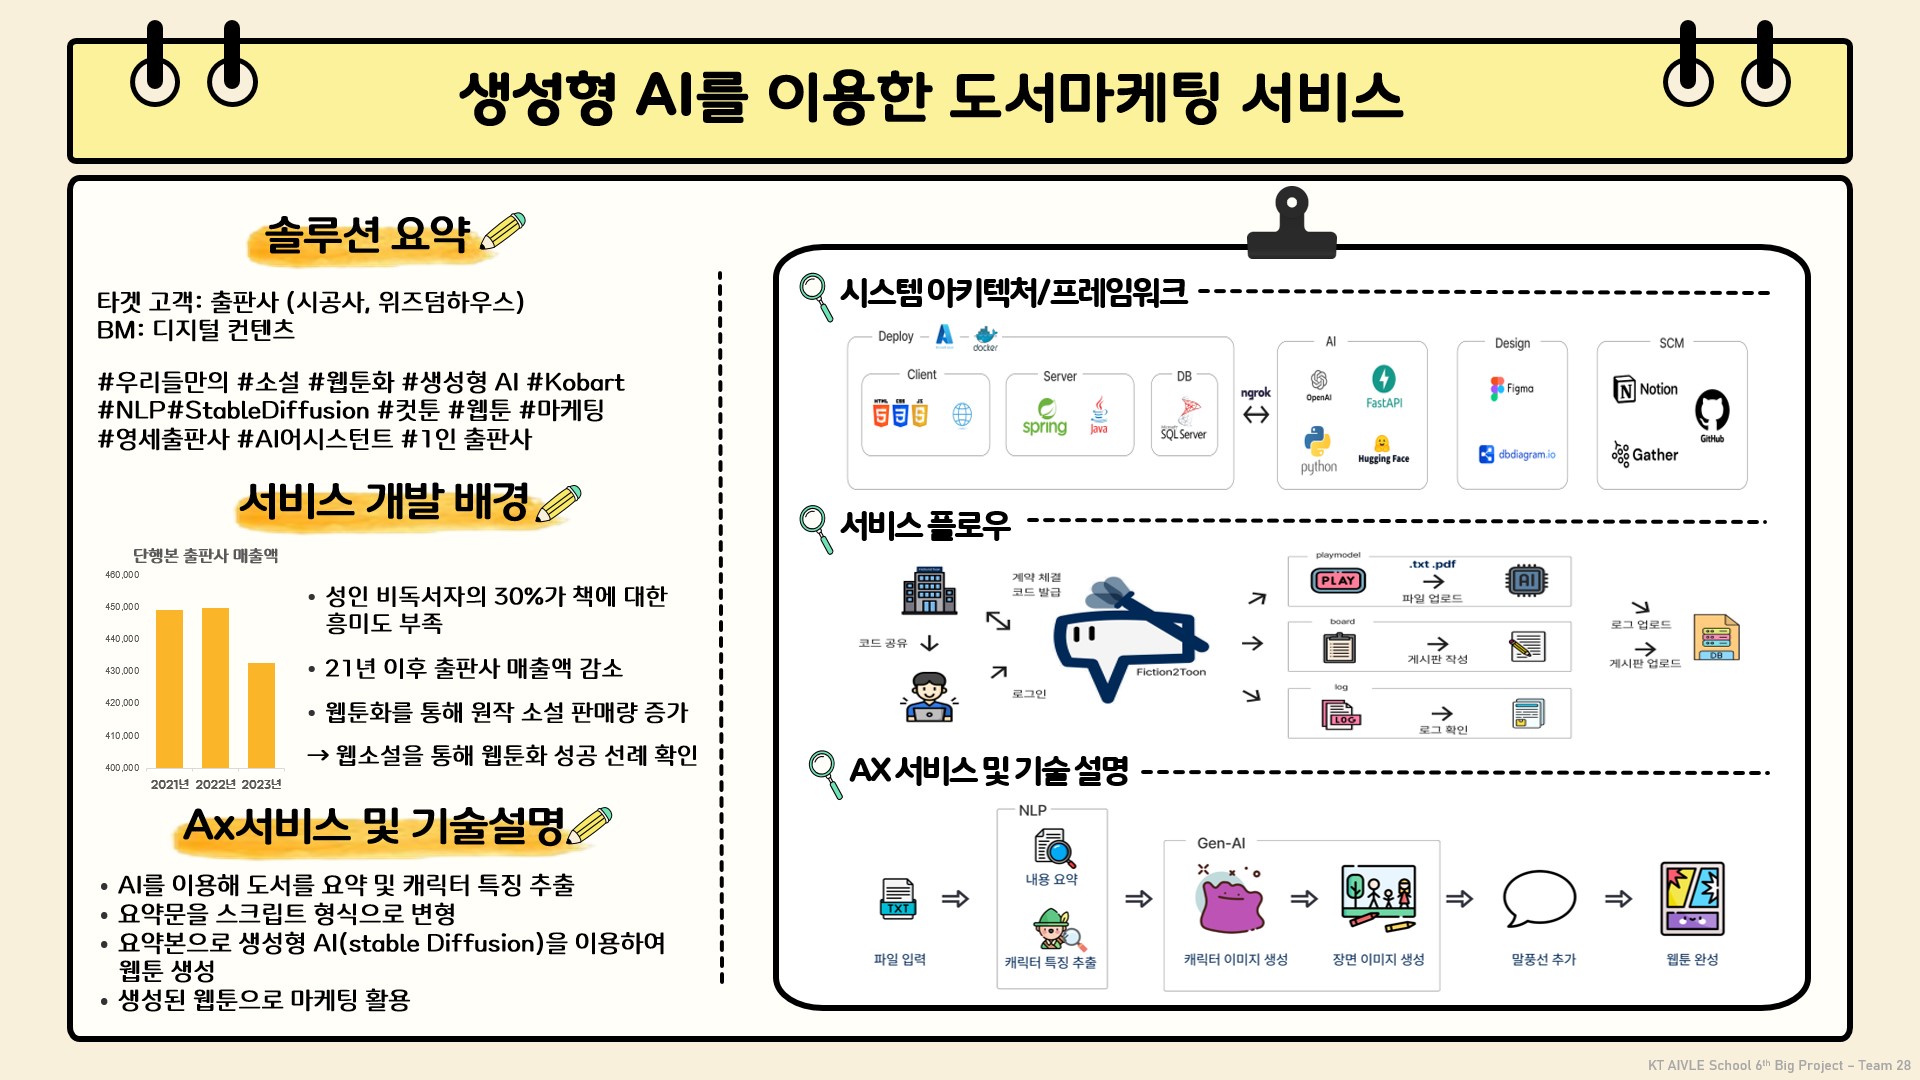 생성형 AI를 이용한 도서마케팅 서비스
솔루션 요약
타겟 고객: 출판사 (시공사, 위즈덤하우스)
BM: 디지털 컨텐츠
#우리들만의 #소설 #웹툰화 #생성형 AI #Kobart
#NLP#StableDiffusion #컷툰 #웹툰 #마케팅
#영세출판사 #AI어시스턴트 #1인 출판사
서비스 개발 배경
단행본 출판사 매출액
460,000
450,000
440,000
430,000
420,000
410,000
400,000
2021년 2022년 2023년
• 성인 비독서자의 30%가 책에 대한
흥미도 부족
• 21년 이후 출판사 매출액 감소
• 웹툰화를 통해 원작 소설 판매량 증가
→ 웹소설을 통해 웹툰화 성공 선례 확인
Ax서비스 및 기술설명
• AI를 이용해 도서를 요약 및 캐릭터 특징 추출
• 요약문을 스크립트 형식으로 변형
• 요약본으로 생성형 AI(stable Diffusion)을 이용하여
웹툰 생성
• 생성된 웹툰으로 마케팅 활용
시스템 아키텍처/프레임워크
Deploy
docker
Client
HTML CSS JS
5 5 5
Server
spring
Java
DB
SQL Server
ngrok
AI
OpenAI
FastAPI
python
Hugging Face
Design
Figma
dbdiagram.io
SCM
Notion
GitHub
Gather
서비스 플로우
계약 체결
코드 발급
코드 공유
로그인
Fiction2Toon
playmodel
PLAY
.txt .pdf
파일 업로드
AI
board
게시판 작성
log
LOG
로그 확인
로그 업로드
게시판 업로드
DB
AX 서비스 및 기술 설명
TXT
파일 입력
NLP
내용 요약
캐릭터 특징 추출
Gen-AI
캐릭터 이미지 생성
장면 이미지 생성
말풍선 추가
웹툰 완성
KT AIVLE School 6th Big Project – Team 28